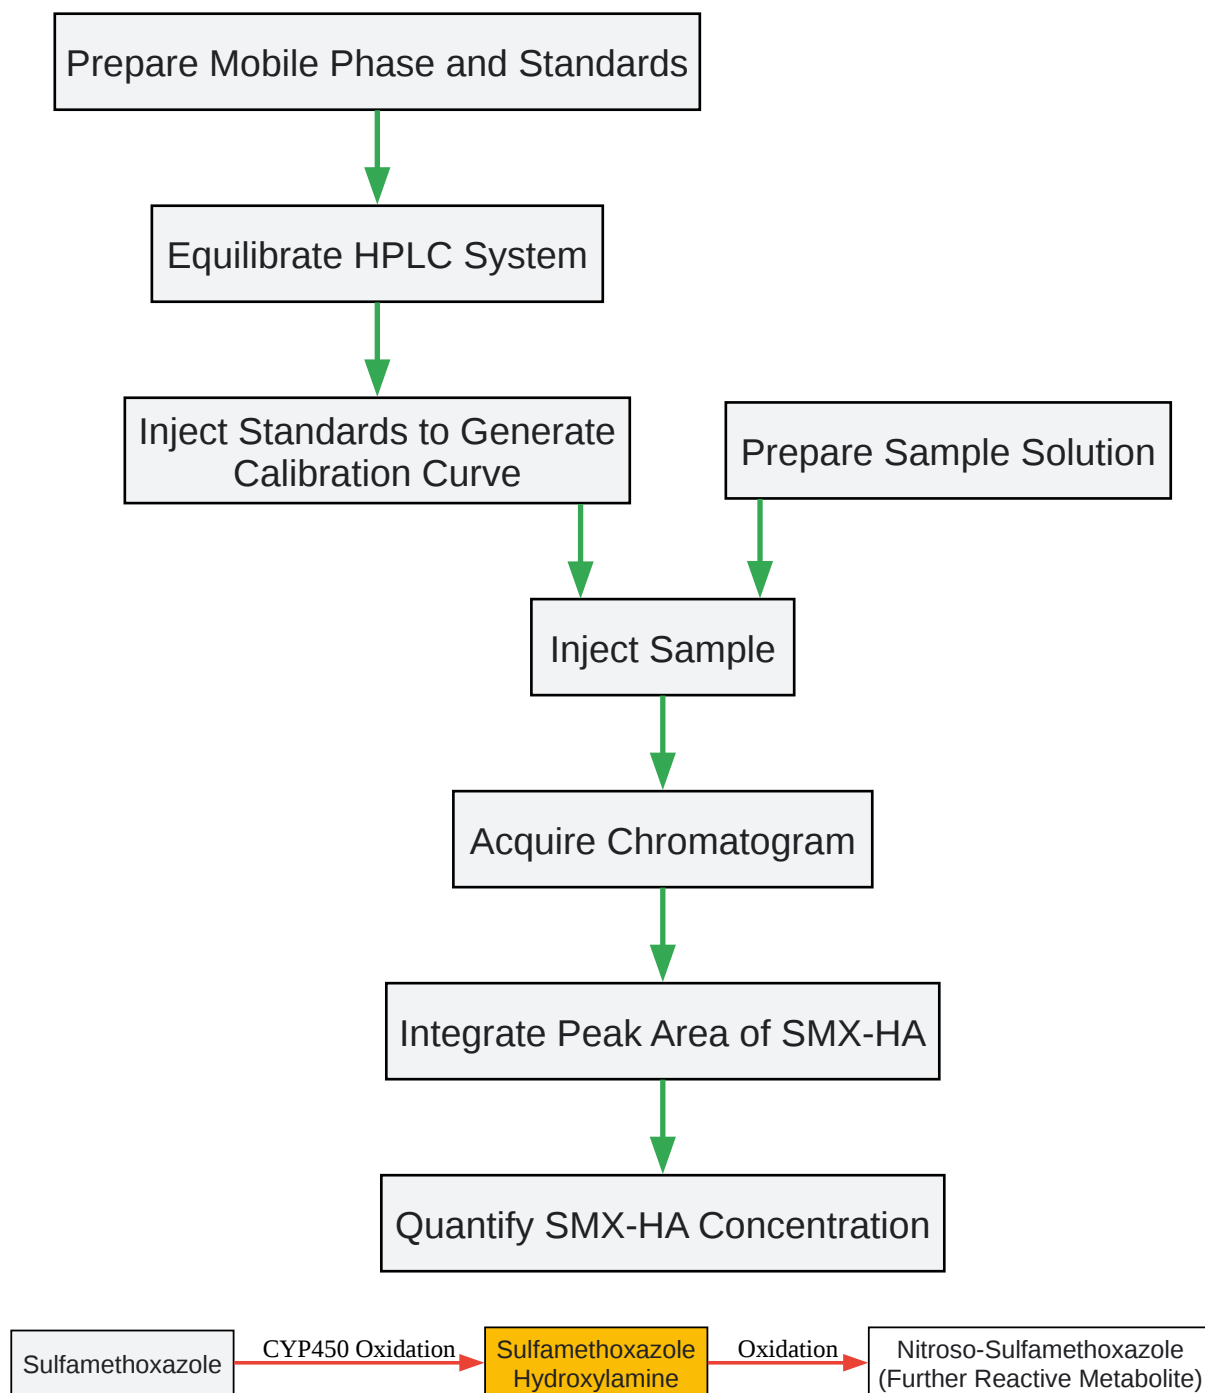 Prepare Mobile Phase and Standards
Equilibrate HPLC System
Inject Standards to Generate
Calibration Curve
Prepare Sample Solution
Inject Sample
Acquire Chromatogram
Integrate Peak Area of SMX-HA
Quantify SMX-HA Concentration
Sulfamethoxazole
CYP450 Oxidation
Sulfamethoxazole
Hydroxylamine
Oxidation
Nitroso-Sulfamethoxazole
(Further Reactive Metabolite)